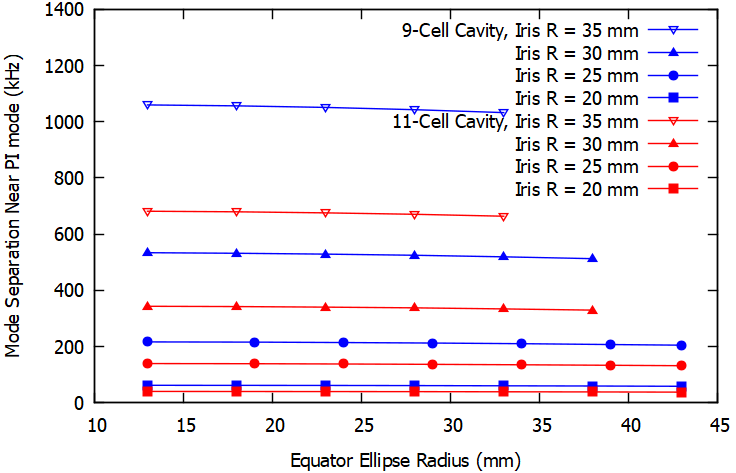 1400
1200
1000
800
600
400
200
0
10
15
20
25
30
35
40
45
Mode Separation Near PI mode (kHz)
Equator Ellipse Radius (mm)
9-Cell Cavity, Iris R = 35 mm
Iris R = 30 mm
Iris R = 25 mm
Iris R = 20 mm
11-Cell Cavity, Iris R = 35 mm
Iris R = 30 mm
Iris R = 25 mm
Iris R = 20 mm